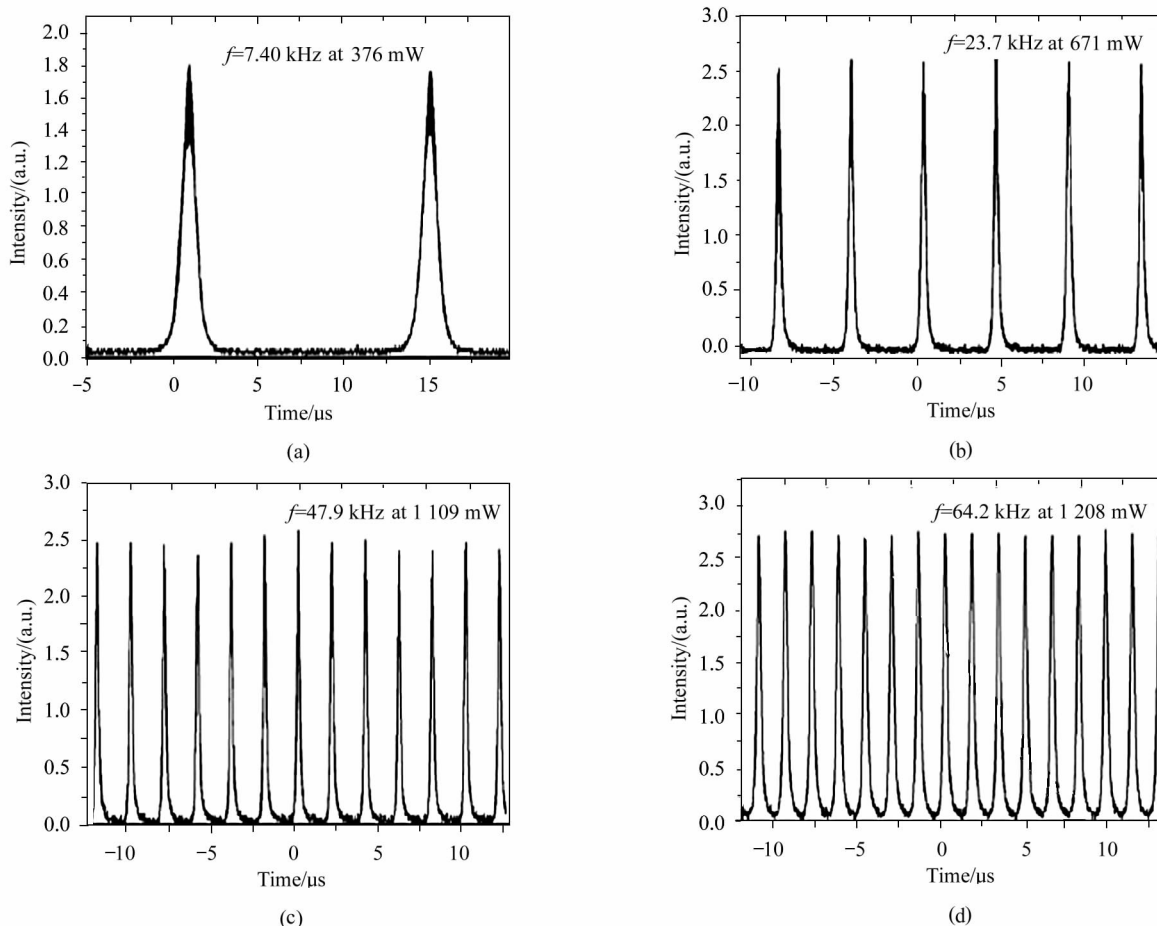 f=7.40 kHz at 376 mW
Intensity/(a.u.)
2.0
1.8
1.6
1.4
1.2
1.0
0.8
0.6
0.4
0.2
0.0
−5 0 5 10 15
Time/μs
(a)
f=23.7 kHz at 671 mW
Intensity/(a.u.)
3.0
2.5
2.0
1.5
1.0
0.5
0.0
−10 −5 0 5 10
Time/μs
(b)
f=47.9 kHz at 1 109 mW
Intensity/(a.u.)
3.0
2.5
2.0
1.5
1.0
0.5
0.0
−10 −5 0 5 10
Time/μs
(c)
f=64.2 kHz at 1 208 mW
Intensity/(a.u.)
3.0
2.5
2.0
1.5
1.0
0.5
0.0
−10 −5 0 5 10
Time/μs
(d)